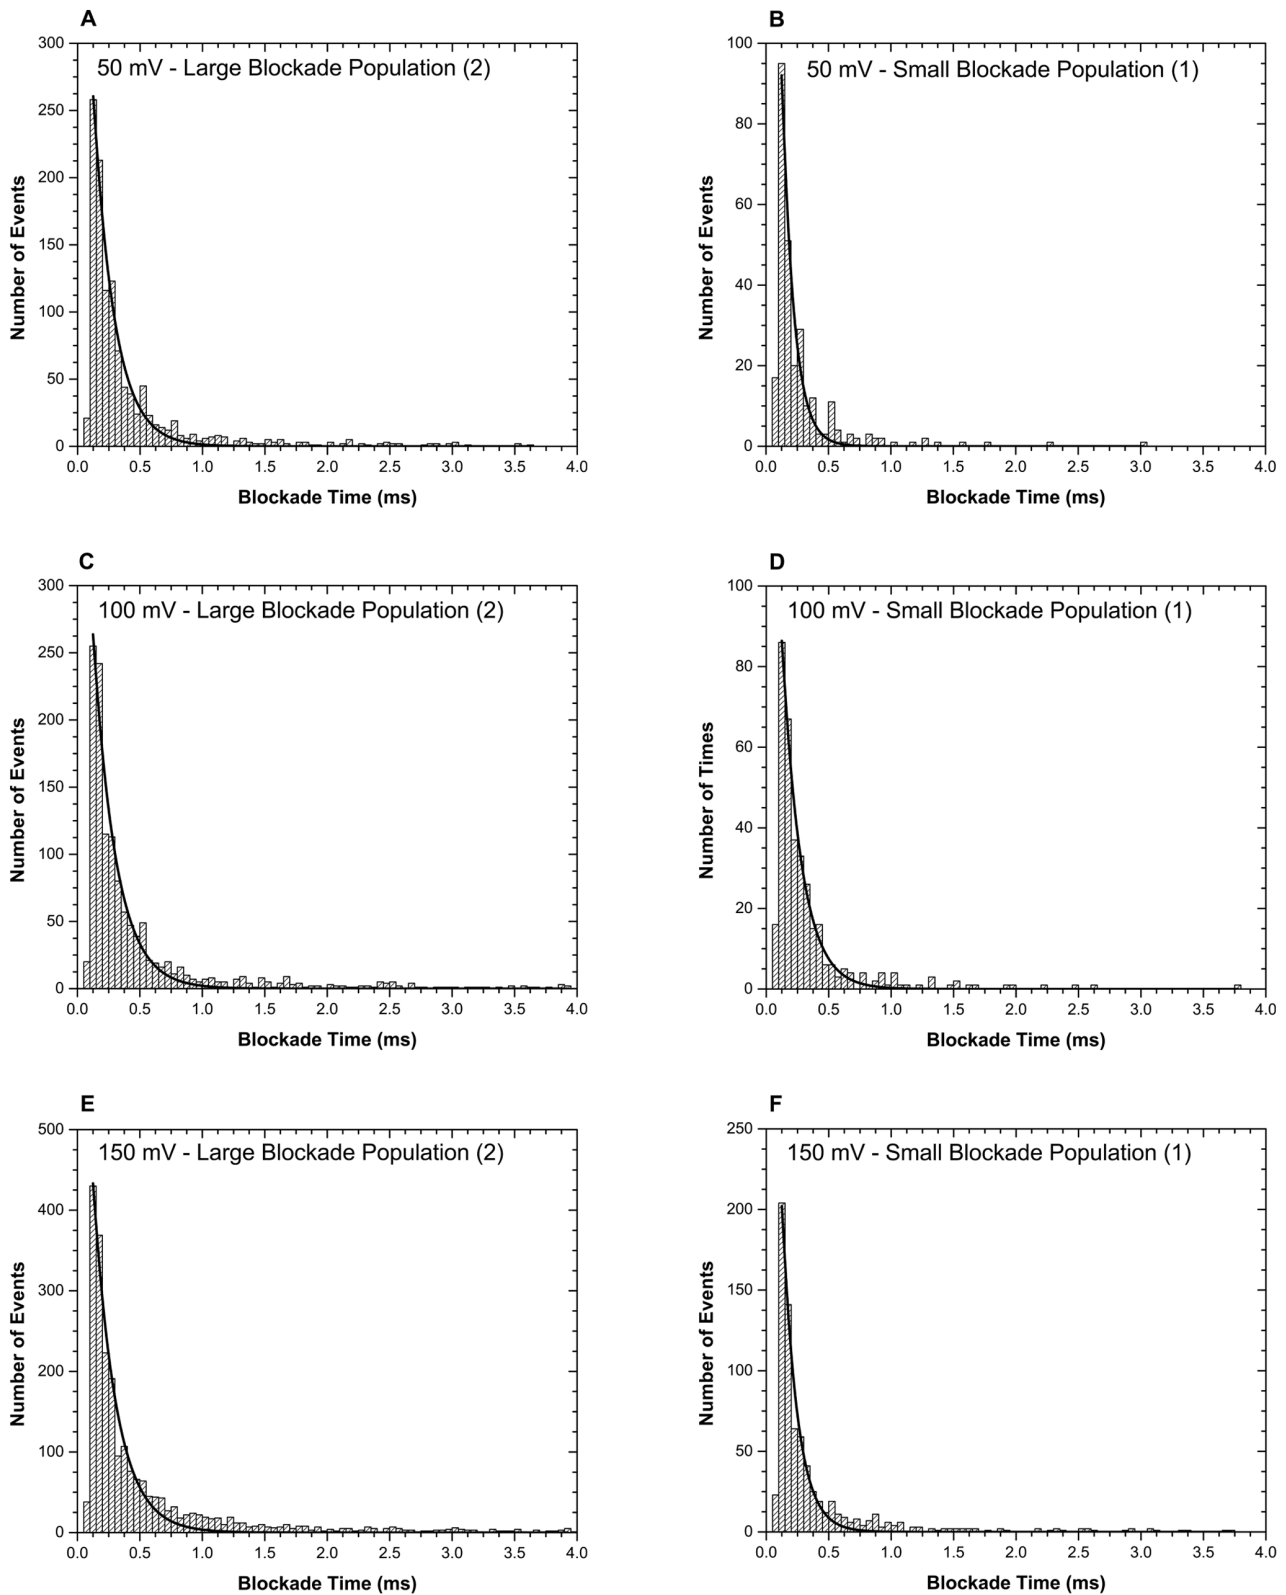 A
50 mV - Large Blockade Population (2)
300
250
200
150
100
50
0
Number of Events
0.0 0.5 1.0 1.5 2.0 2.5 3.0 3.5 4.0
Blockade Time (ms)
B
50 mV - Small Blockade Population (1)
100
80
60
40
20
0
Number of Events
0.0 0.5 1.0 1.5 2.0 2.5 3.0 3.5 4.0
Blockade Time (ms)
C
100 mV - Large Blockade Population (2)
300
250
200
150
100
50
0
Number of Events
0.0 0.5 1.0 1.5 2.0 2.5 3.0 3.5 4.0
Blockade Time (ms)
D
100 mV - Small Blockade Population (1)
100
80
60
40
20
0
Number of Times
0.0 0.5 1.0 1.5 2.0 2.5 3.0 3.5 4.0
Blockade Time (ms)
E
150 mV - Large Blockade Population (2)
500
400
300
200
100
0
Number of Events
0.0 0.5 1.0 1.5 2.0 2.5 3.0 3.5 4.0
Blockade Time (ms)
F
150 mV - Small Blockade Population (1)
250
200
150
100
50
0
Number of Events
0.0 0.5 1.0 1.5 2.0 2.5 3.0 3.5 4.0
Blockade Time (ms)